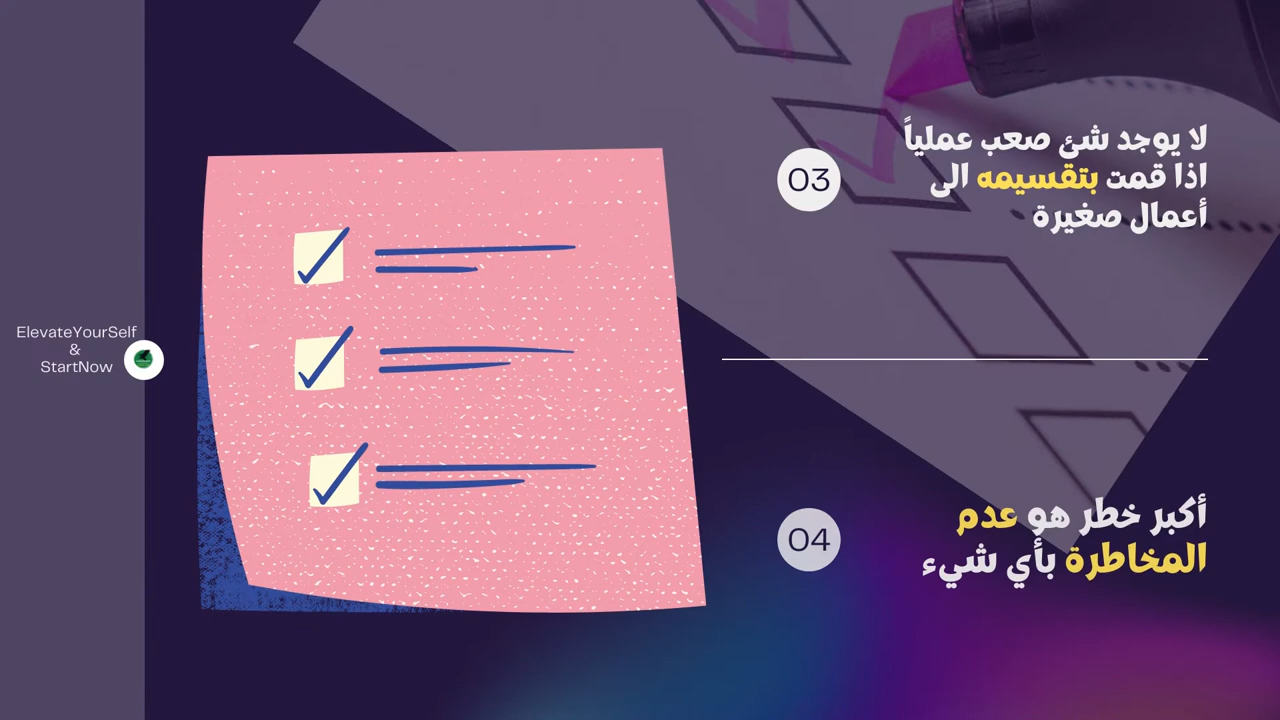 لا يوجد شئ صعب عملياً
اذا قمت بتقسيمه الى
أعمال صغيرة
03
أكبر خطر هو عدم
المخاطرة بأي شيء
04
ElevateYourSelf
&
StartNow